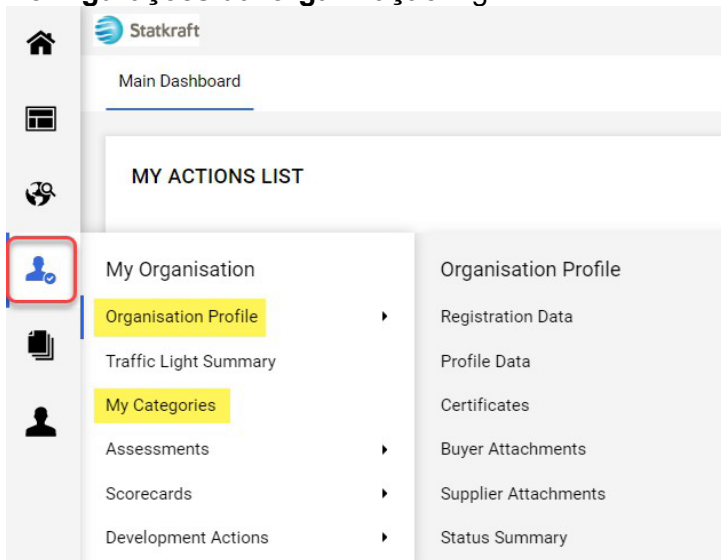 Statkraft
Main Dashboard
MY ACTIONS LIST
My Organisation
Organisation Profile
Traffic Light Summary
My Categories
Assessments
Scorecards
Development Actions
Organisation Profile
Registration Data
Profile Data
Certificates
Buyer Attachments
Supplier Attachments
Status Summary